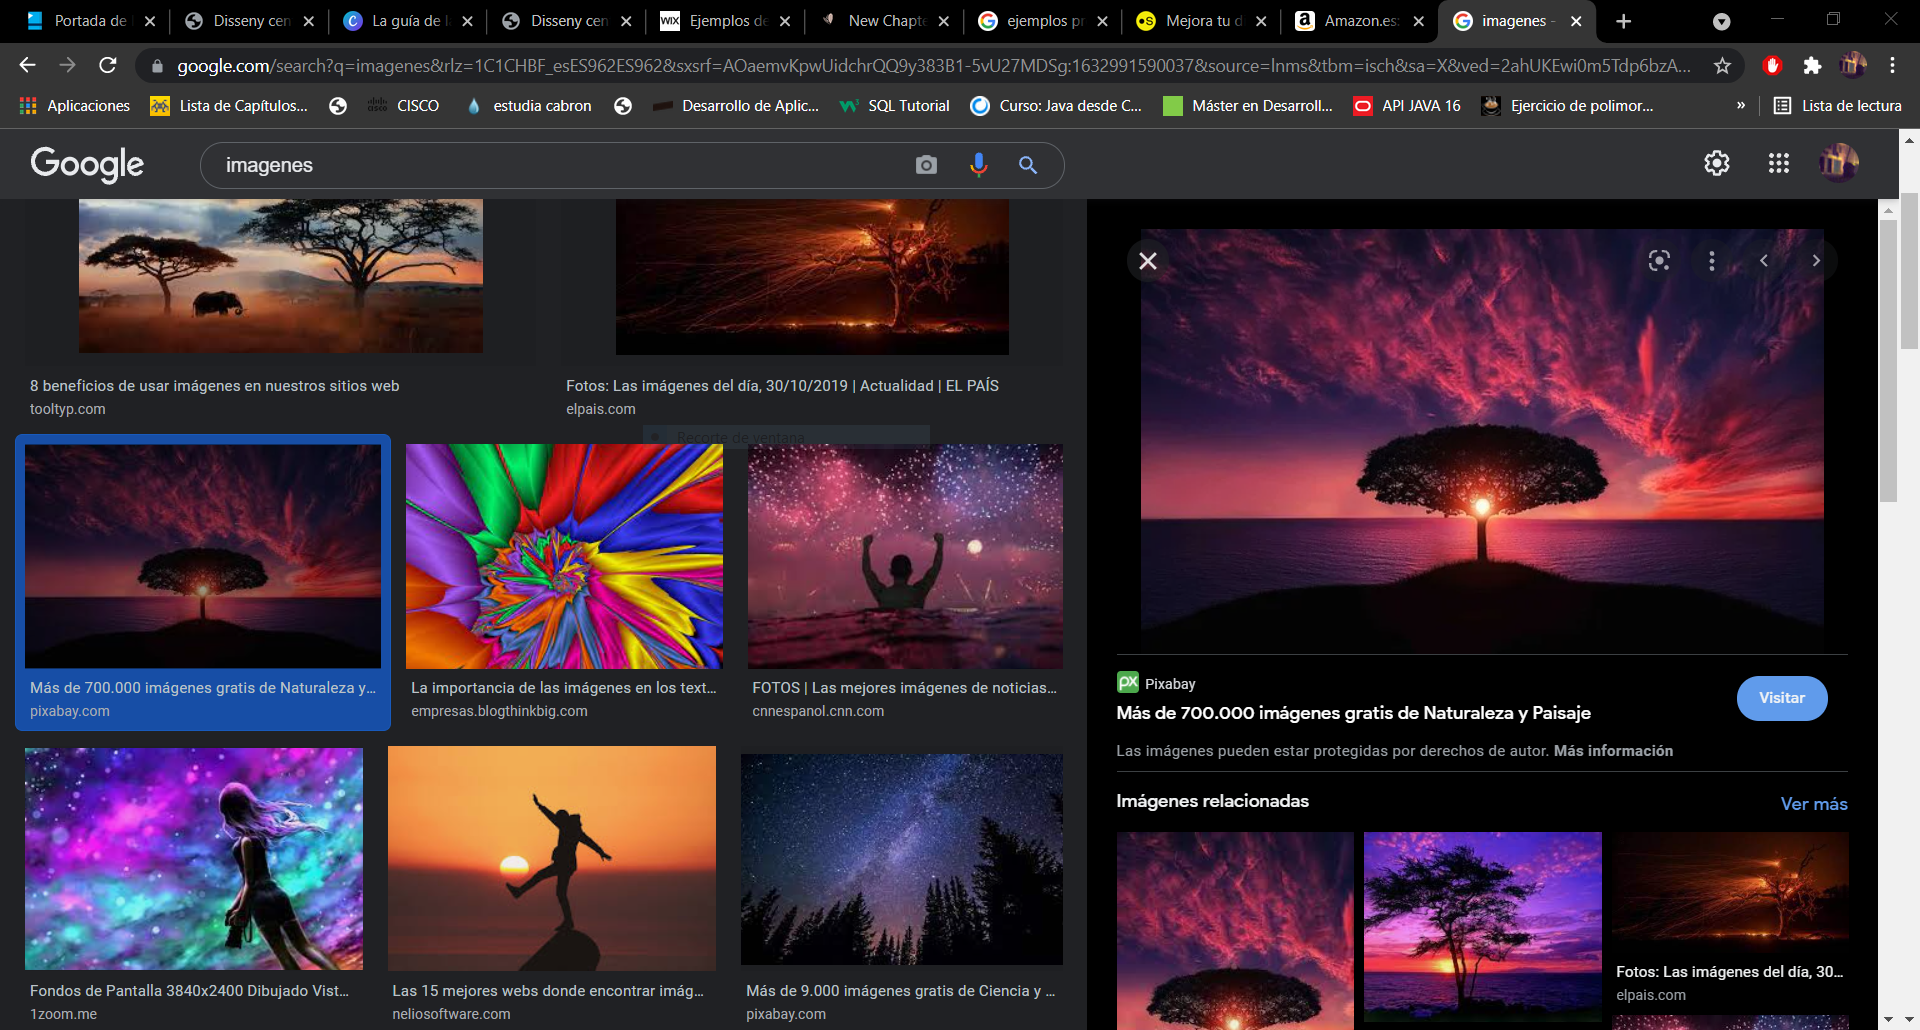 Portada de
Disseny cen
La guía de l
Disseny cen
WIX Ejemplos de
New Chapte
ejemplos pr
Mejora tu d
Amazon.es:
imagenes -
google.com/search?q=imagenes&rlz=1C1CHBF_esES962ES962&sxsrf=AOaemvKpwUidchrQQ9y383B1-5vU27MDSg:1632991590037&source=lnms&tbm=isch&sa=X&ved=2ahUKEwi0m5Tdp6bzA...
Aplicaciones
Lista de Capítulos...
CISCO
estudia cabron
Desarrollo de Aplic...
SQL Tutorial
Curso: Java desde C...
Máster en Desarroll...
API JAVA 16
Ejercicio de polimor...
»
Lista de lectura
Google
imagenes
8 beneficios de usar imágenes en nuestros sitios web
tooltyp.com
Fotos: Las imágenes del día, 30/10/2019 | Actualidad | EL PAÍS
elpais.com
Recorte de ventana
Más de 700.000 imágenes gratis de Naturaleza y...
pixabay.com
La importancia de las imágenes en los text...
empresas.blogthinkbig.com
FOTOS | Las mejores imágenes de noticias...
cnnespanol.cnn.com
Fondos de Pantalla 3840x2400 Dibujado Vist...
1zoom.me
Las 15 mejores webs donde encontrar imág...
neliosoftware.com
Más de 9.000 imágenes gratis de Ciencia y ...
pixabay.com
px Pixabay
Más de 700.000 imágenes gratis de Naturaleza y Paisaje
Visitar
Las imágenes pueden estar protegidas por derechos de autor. Más información
Imágenes relacionadas
Ver más
Fotos: Las imágenes del día, 30...
elpais.com